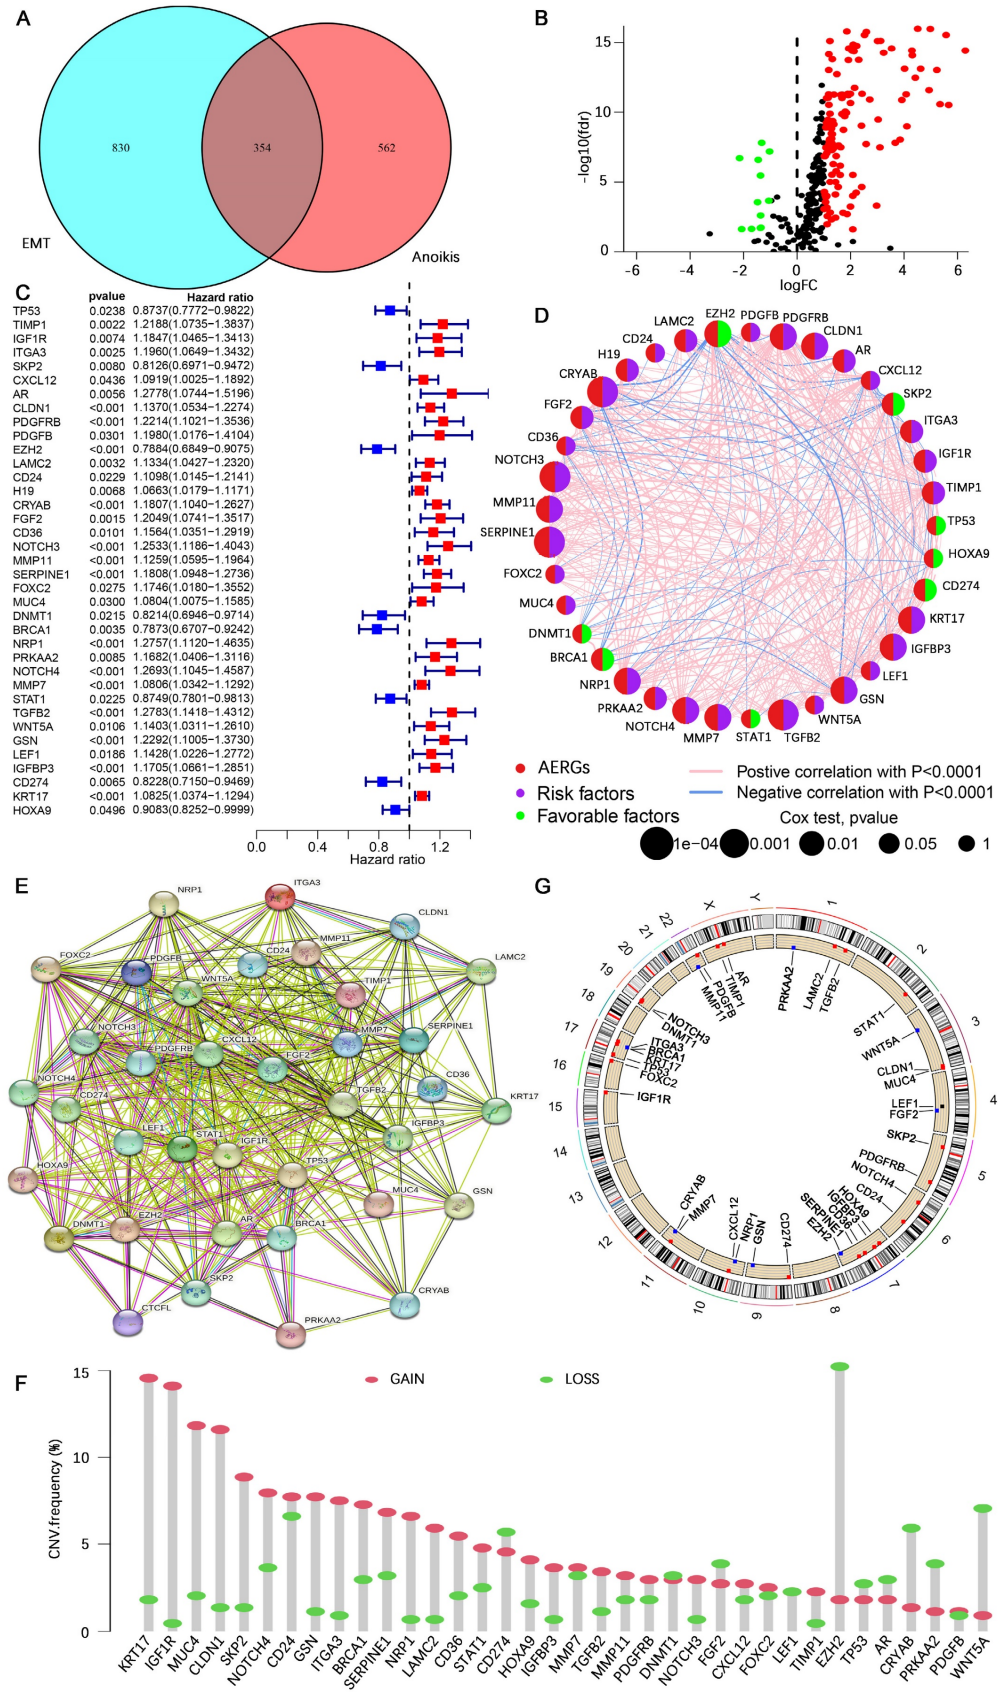 A
830
354
562
EMT
Anoikis
B
15
10
5
0
-log10(fdr)
-6
-4
-2
0
2
4
6
logFC
C
pvalue Hazard ratio
TP53 0.0238 0.8737(0.7772−0.9822)
TIMP1 0.0022 1.2188(1.0735−1.3837)
IGF1R 0.0074 1.1847(1.0465−1.3413)
ITGA3 0.0025 1.1960(1.0649−1.3432)
SKP2 0.0080 0.8126(0.6971−0.9472)
CXCL12 0.0436 1.0919(1.0025−1.1892)
AR 0.0056 1.2778(1.0744−1.5196)
CLDN1 <0.001 1.1370(1.0534−1.2274)
PDGFRB <0.001 1.2214(1.1021−1.3536)
PDGFB 0.0301 1.1980(1.0176−1.4104)
EZH2 <0.001 0.7884(0.6849−0.9075)
LAMC2 0.0032 1.1334(1.0427−1.2320)
CD24 0.0229 1.1098(1.0145−1.2141)
H19 0.0068 1.0663(1.0179−1.1171)
CRYAB <0.001 1.1807(1.1040−1.2627)
FGF2 0.0015 1.2049(1.0741−1.3517)
CD36 0.0101 1.1564(1.0351−1.2919)
NOTCH3 <0.001 1.2533(1.1186−1.4043)
MMP11 <0.001 1.1259(1.0595−1.1964)
SERPINE1 <0.001 1.1808(1.0948−1.2736)
FOXC2 0.0275 1.1746(1.0180−1.3552)
MUC4 0.0300 1.0804(1.0075−1.1585)
DNMT1 0.0215 0.8214(0.6946−0.9714)
BRCA1 0.0035 0.7873(0.6707−0.9242)
NRP1 <0.001 1.2757(1.1120−1.4635)
PRKAA2 0.0085 1.1682(1.0406−1.3116)
NOTCH4 <0.001 1.2693(1.1045−1.4587)
MMP7 <0.001 1.0806(1.0342−1.1292)
STAT1 0.0225 0.8749(0.7801−0.9813)
TGFB2 <0.001 1.2783(1.1418−1.4312)
WNT5A 0.0106 1.1403(1.0311−1.2610)
GSN <0.001 1.2292(1.1005−1.3730)
LEF1 0.0186 1.1428(1.0226−1.2772)
IGFBP3 <0.001 1.1705(1.0661−1.2851)
CD274 0.0065 0.8228(0.7150−0.9469)
KRT17 <0.001 1.0825(1.0374−1.1294)
HOXA9 0.0496 0.9083(0.8252−0.9999)
0.0 0.4 0.8 1.2
Hazard ratio
D
EZH2
PDGFB
PDGFRB
CLDN1
AR
CXCL12
SKP2
ITGA3
IGF1R
TIMP1
TP53
HOXA9
CD274
KRT17
IGFBP3
LEF1
GSN
WNT5A
TGFB2
STAT1
MMP7
NOTCH4
PRKAA2
NRP1
BRCA1
DNMT1
MUC4
FOXC2
SERPINE1
MMP11
NOTCH3
CD36
FGF2
CRYAB
H19
CD24
LAMC2
AERGs
Risk factors
Favorable factors
Postive correlation with P<0.0001
Negative correlation with P<0.0001
Cox test, pvalue
1e−04 0.001 0.01 0.05 1
E
NRP1
ITGA3
CLDN1
FOXC2
PDGFB
CD24
MMP11
LAMC2
WNT5A
TIMP1
NOTCH3
PDGFRB
CXCL12
FGF2
MMP7
SERPINE1
NOTCH4
CD274
TGFB2
CD36
KRT17
LEF1
STAT1
IGF1R
IGFBP3
HOXA9
TP53
MUC4
GSN
DNMT1
EZH2
AR
BRCA1
SKP2
CTCFL
PRKAA2
CRYAB
G
1
2
3
4
5
6
7
8
9
10
11
12
13
14
15
16
17
18
19
20
21
22
X
Y
PRKAA2
LAMC2
TGFB2
STAT1
WNT5A
CLDN1
MUC4
LEF1
FGF2
SKP2
PDGFRB
NOTCH4
CD24
HOXA9
IGFBP3
CD36
SERPINE1
EZH2
CD274
GSN
NRP1
CXCL12
MMP7
CRYAB
IGF1R
FOXC2
TP53
KRT17
BRCA1
ITGA3
DNMT1
NOTCH3
MMP11
PDGFB
TIMP1
AR
F
GAIN
LOSS
CNV.frequency (%)
15
10
5
0
KRT17
IGF1R
MUC4
CLDN1
SKP2
NOTCH4
CD24
GSN
ITGA3
BRCA1
SERPINE1
NRP1
LAMC2
CD36
STAT1
CD274
HOXA9
IGFBP3
MMP7
TGFB2
MMP11
PDGFRB
DNMT1
NOTCH3
FGF2
CXCL12
FOXC2
LEF1
TIMP1
EZH2
TP53
AR
CRYAB
PRKAA2
PDGFB
WNT5A